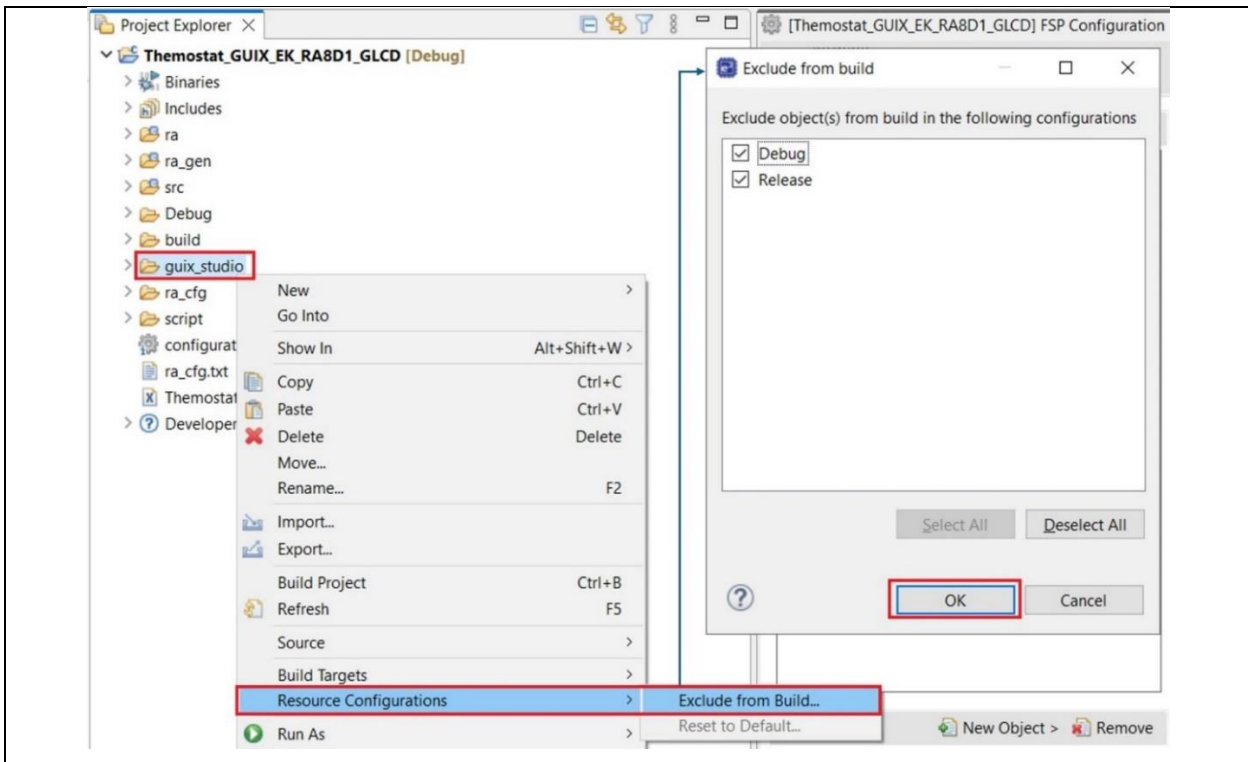 Project Explorer
Themostat_GUIX_EK_RA8D1_GLCD [Debug]
Binaries
Includes
ra
ra_gen
src
Debug
build
guix_studio
ra_cfg
script
configurat
ra_cfg.txt
Themostat
Developer
New
Go Into
Show In Alt+Shift+W >
Copy Ctrl+C
Paste Ctrl+V
Delete Delete
Move...
Rename... F2
Import...
Export...
Build Project Ctrl+B
Refresh F5
Source
Build Targets
Resource Configurations
Run As
Exclude from Build...
Reset to Default...
[Themostat_GUIX_EK_RA8D1_GLCD] FSP Configuration
Exclude from build
Exclude object(s) from build in the following configurations
Debug
Release
Select All Deselect All
OK Cancel
New Object > Remove